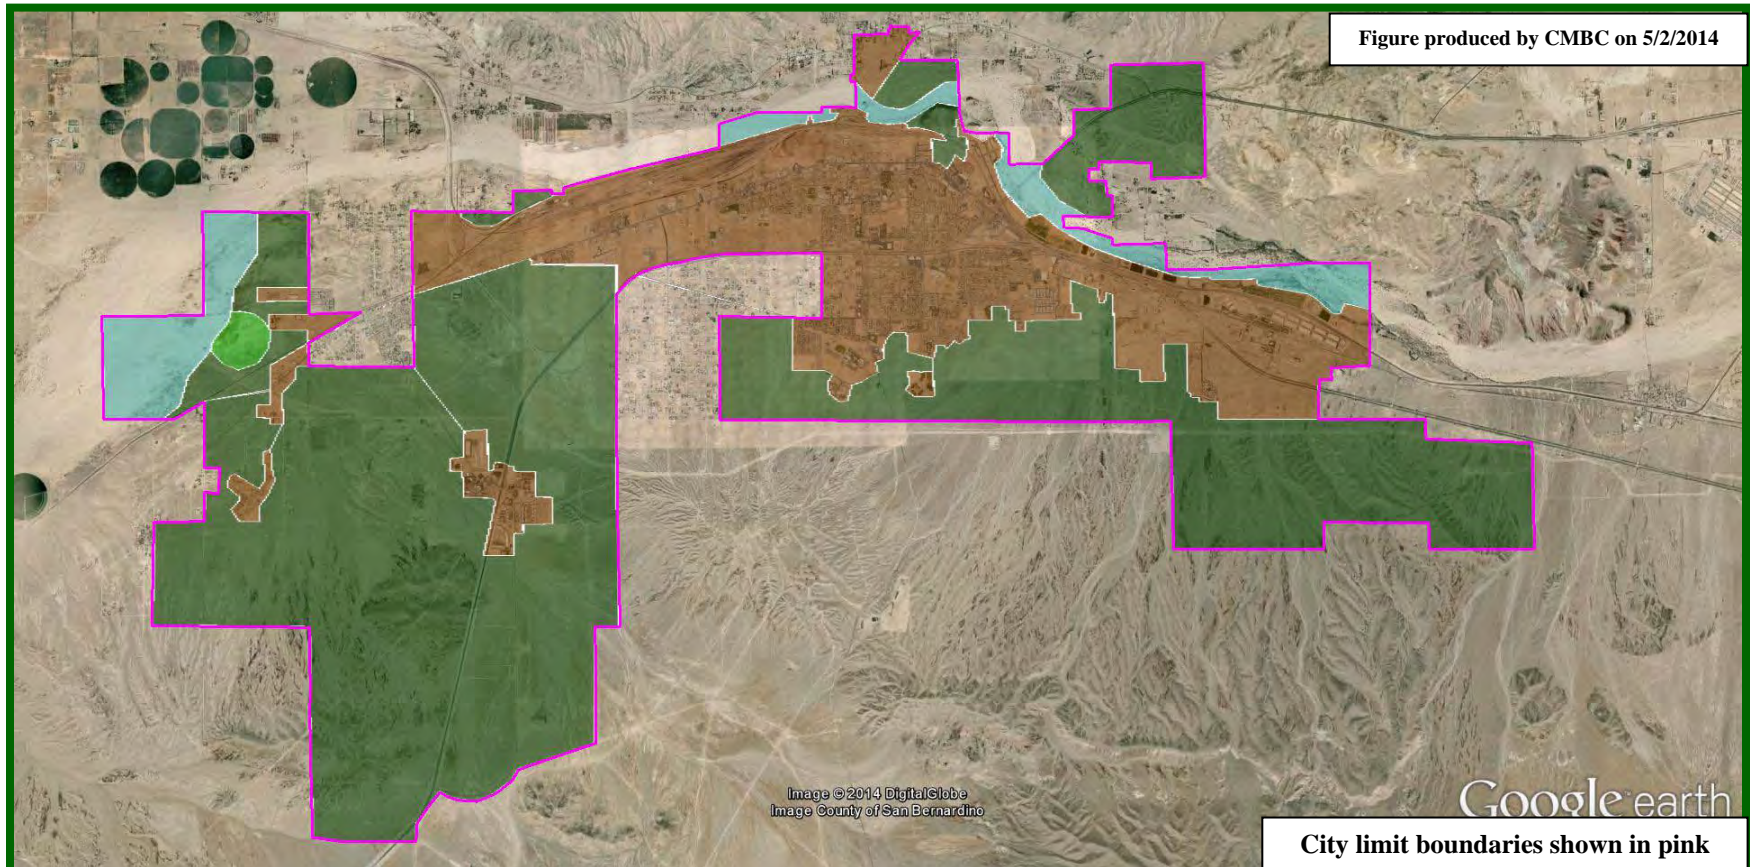 Figure produced by CMBC on 5/2/2014
Image © 2014 DigitalGlobe
Image County of San Bernardino
Google earth
City limit boundaries shown in pink